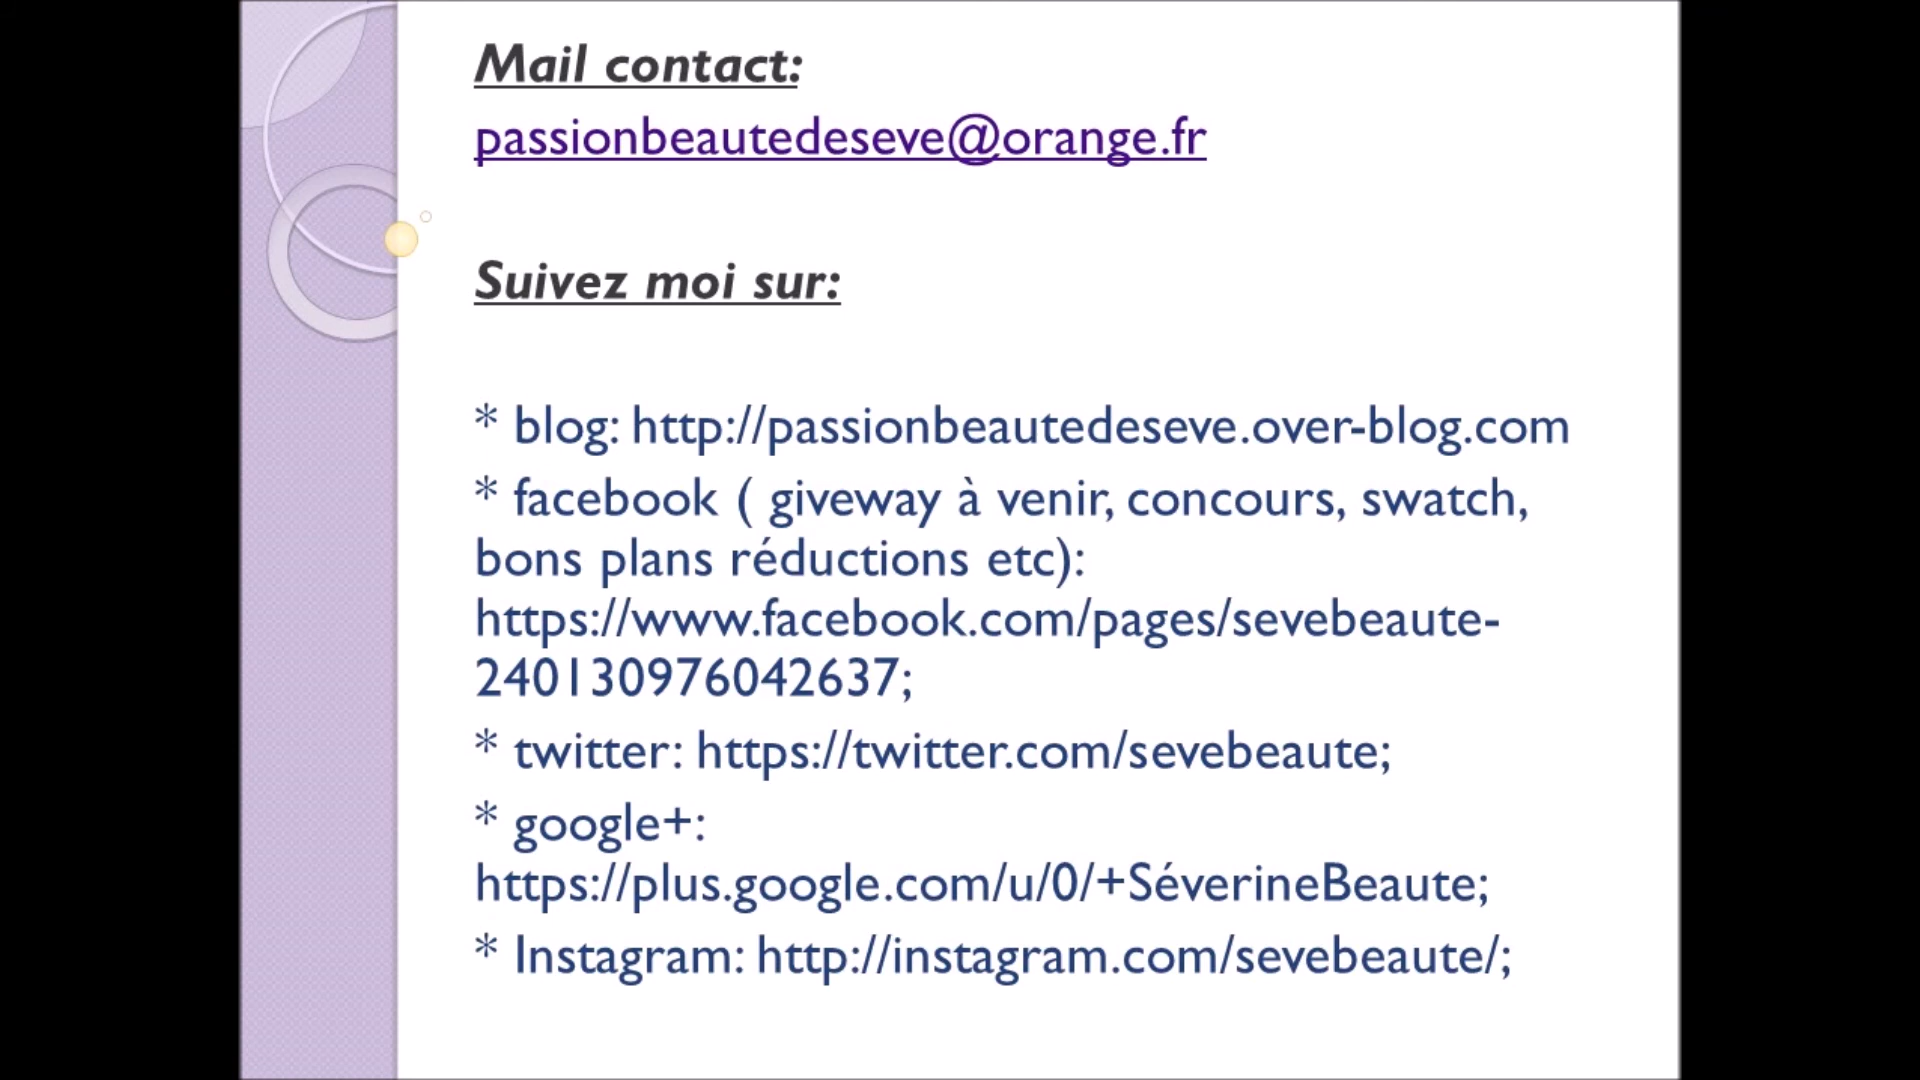 Mail contact:
passionbeautedeseve@orange.fr
Suivez moi sur:
* blog: http://passionbeautedeseve.over-blog.com
* facebook ( giveway à venir, concours, swatch,
bons plans réductions etc):
https://www.facebook.com/pages/sevebeaute-
240130976042637;
* twitter: https://twitter.com/sevebeaute;
* google+:
https://plus.google.com/u/0/+SéverineBeaute;
* Instagram: http://instagram.com/sevebeaute/;